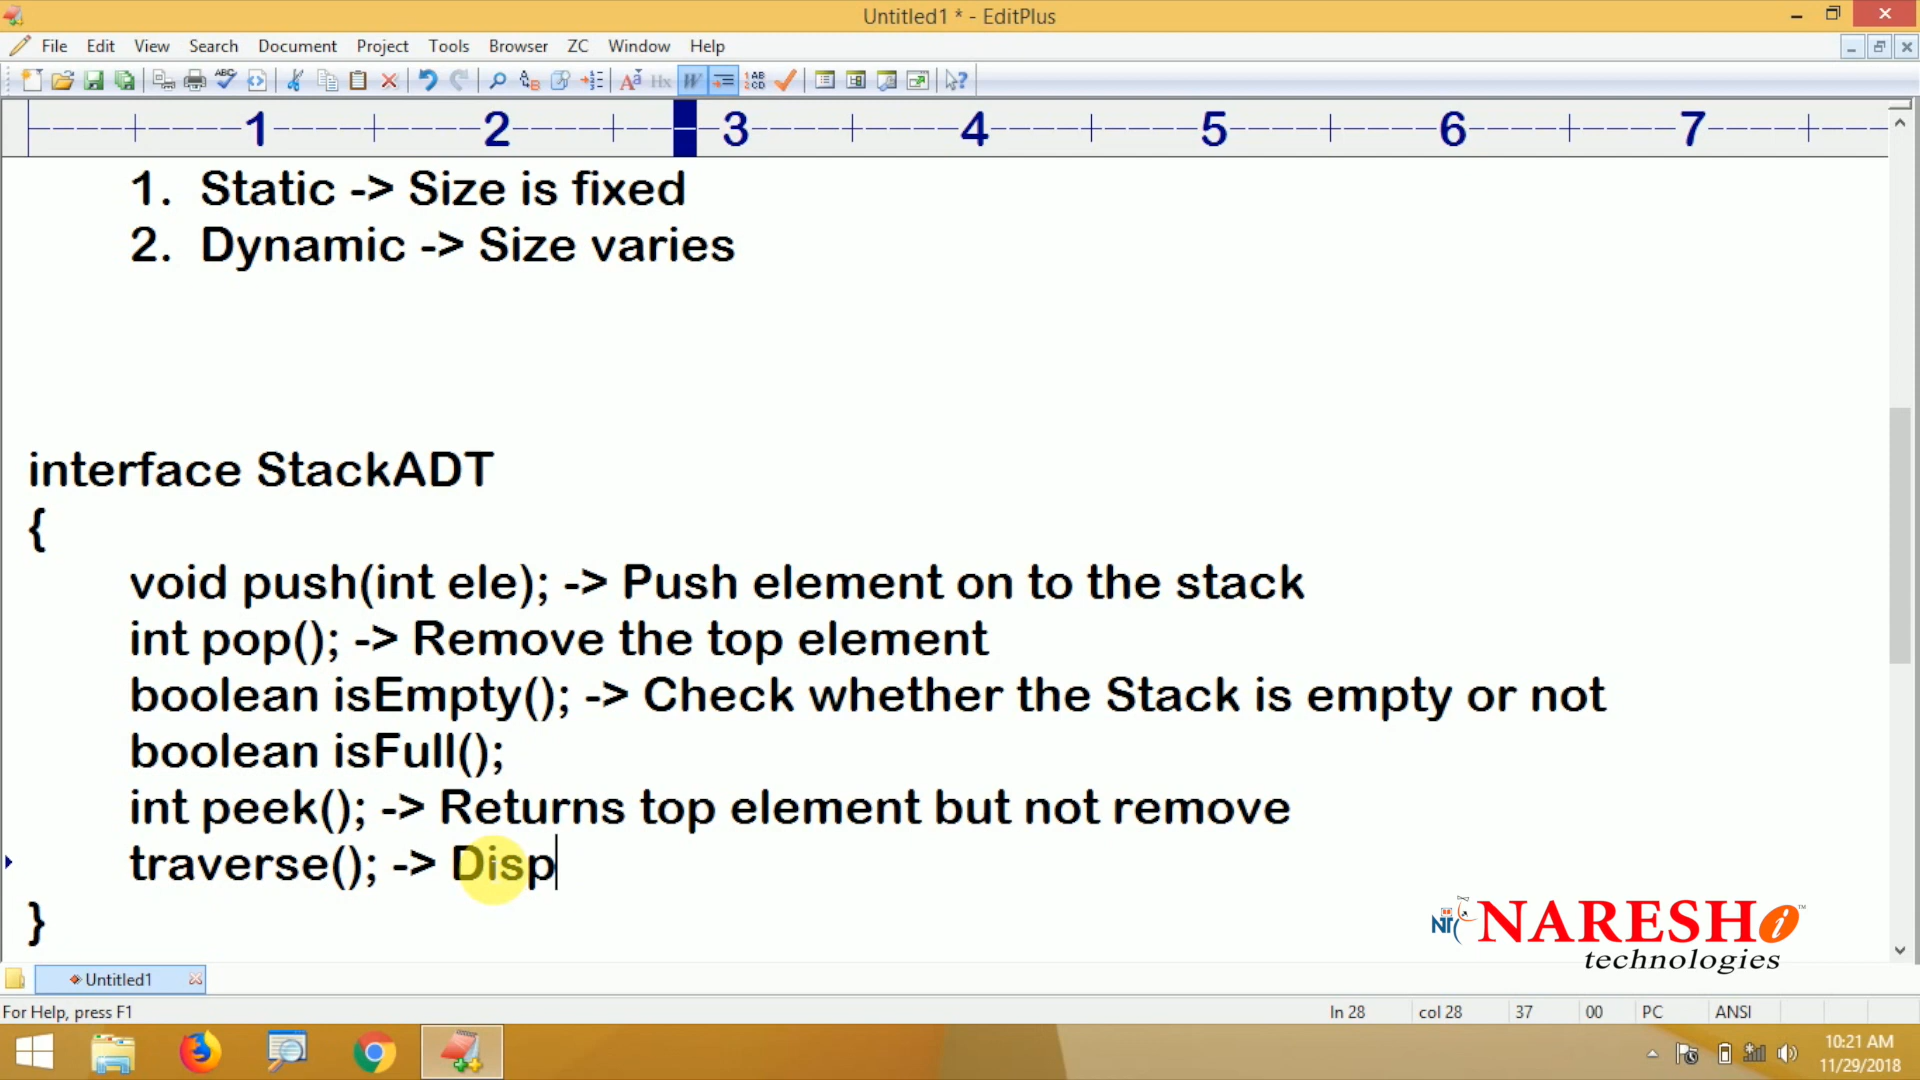 Untitled1 * - EditPlus
File Edit View Search Document Project Tools Browser ZC Window Help
1 2 3 4 5 6 7
1. Static -> Size is fixed
2. Dynamic -> Size varies
interface StackADT
{
void push(int ele); -> Push element on to the stack
int pop(); -> Remove the top element
boolean isEmpty(); -> Check whether the Stack is empty or not
boolean isFull();
int peek(); -> Returns top element but not remove
traverse(); -> Disp
}
NARESH i
technologies
Untitled1
For Help, press F1
ln 28 col 28 37 00 PC ANSI
10:21 AM
11/29/2018